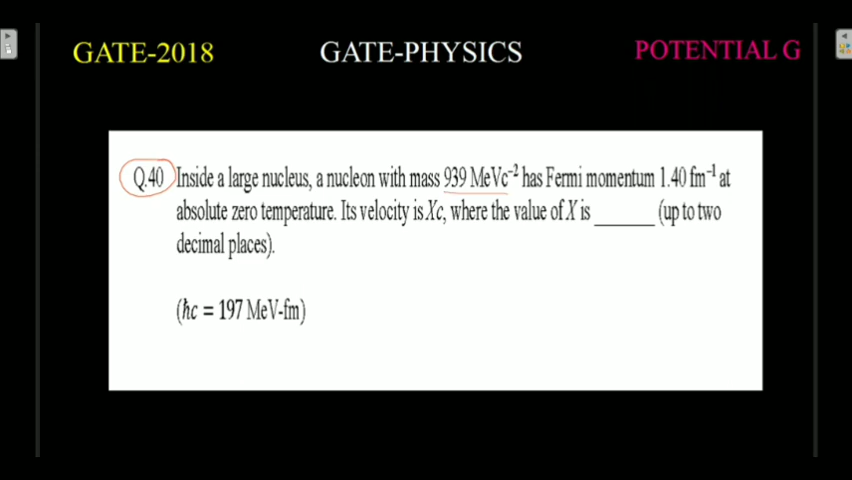 GATE-2018 GATE-PHYSICS POTENTIAL G
Q.40 Inside a large nucleus, a nucleon with mass 939 MeVc⁻² has Fermi momentum 1.40 fm⁻¹ at
absolute zero temperature. Its velocity is Xc, where the value of X is ______ (up to two
decimal places).
(ħc = 197 MeV-fm)